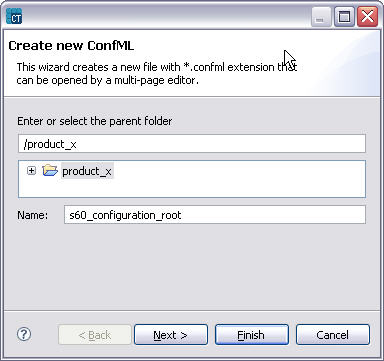 CT
Create new ConfML
This wizard creates a new file with *.confml extension that
can be opened by a multi-page editor.
Enter or select the parent folder
/product_x
product_x
Name: s60_configuration_root
? < Back Next > Finish Cancel